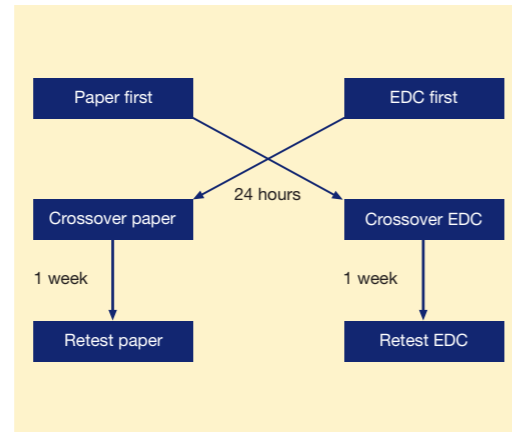 Paper first
EDC first
24 hours
Crossover paper
Crossover EDC
1 week
1 week
Retest paper
Retest EDC